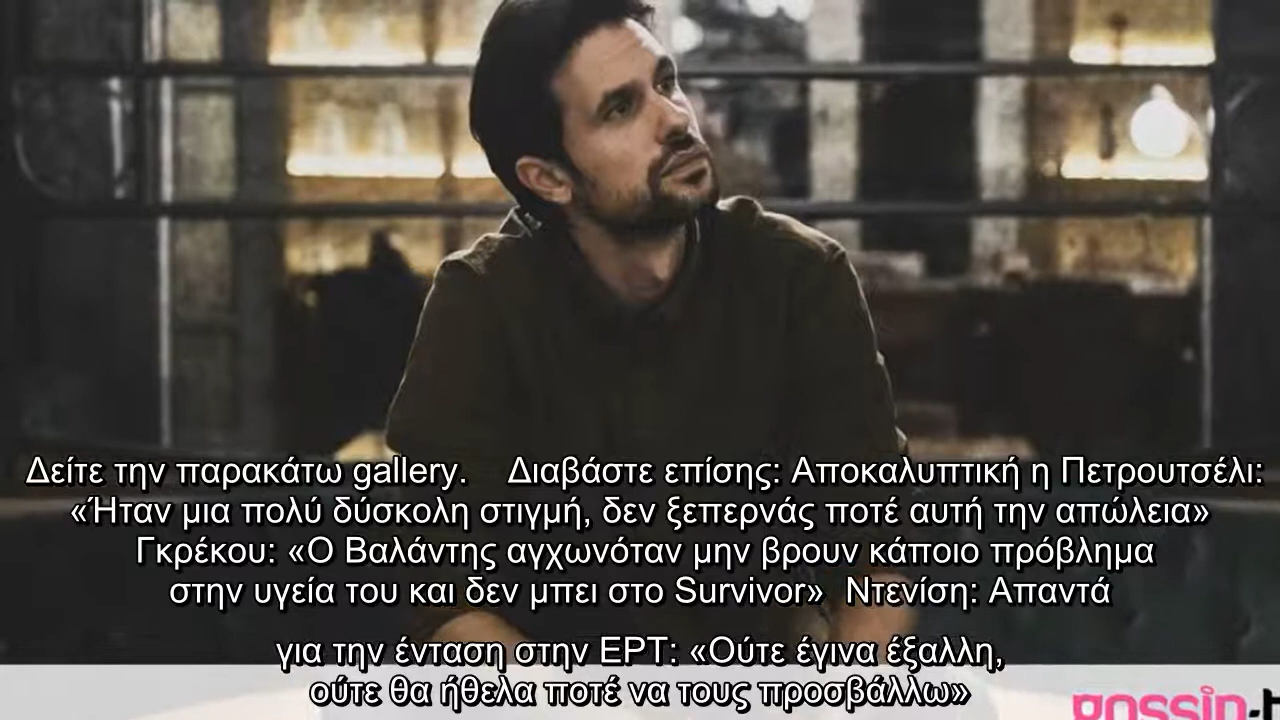 Δείτε την παρακάτω gallery. Διαβάστε επίσης: Αποκαλυπτική η Πετρουτσέλι:
«Ήταν μια πολύ δύσκολη στιγμή, δεν ξεπερνάς ποτέ αυτή την απώλεια»
Γκρέκου: «Ο Βαλάντης αγχωνόταν μην βρουν κάποιο πρόβλημα
στην υγεία του και δεν μπει στο Survivor» Ντενίση: Απαντά
για την ένταση στην ΕΡΤ: «Ούτε έγινα έξαλλη,
ούτε θα ήθελα ποτέ να τους προσβάλλω»